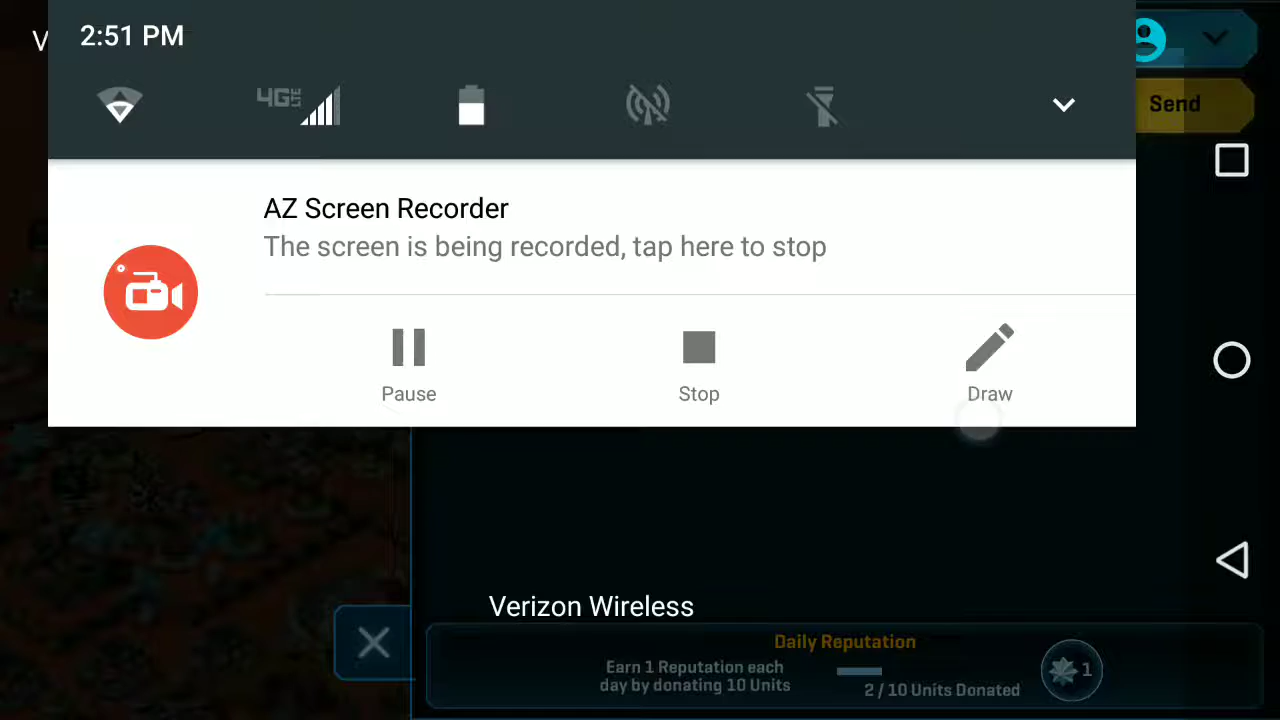 V
2:51 PM
4G LTE
Send
AZ Screen Recorder
The screen is being recorded, tap here to stop
Pause
Stop
Draw
Verizon Wireless
Daily Reputation
Earn 1 Reputation each
day by donating 10 Units
2 / 10 Units Donated
1